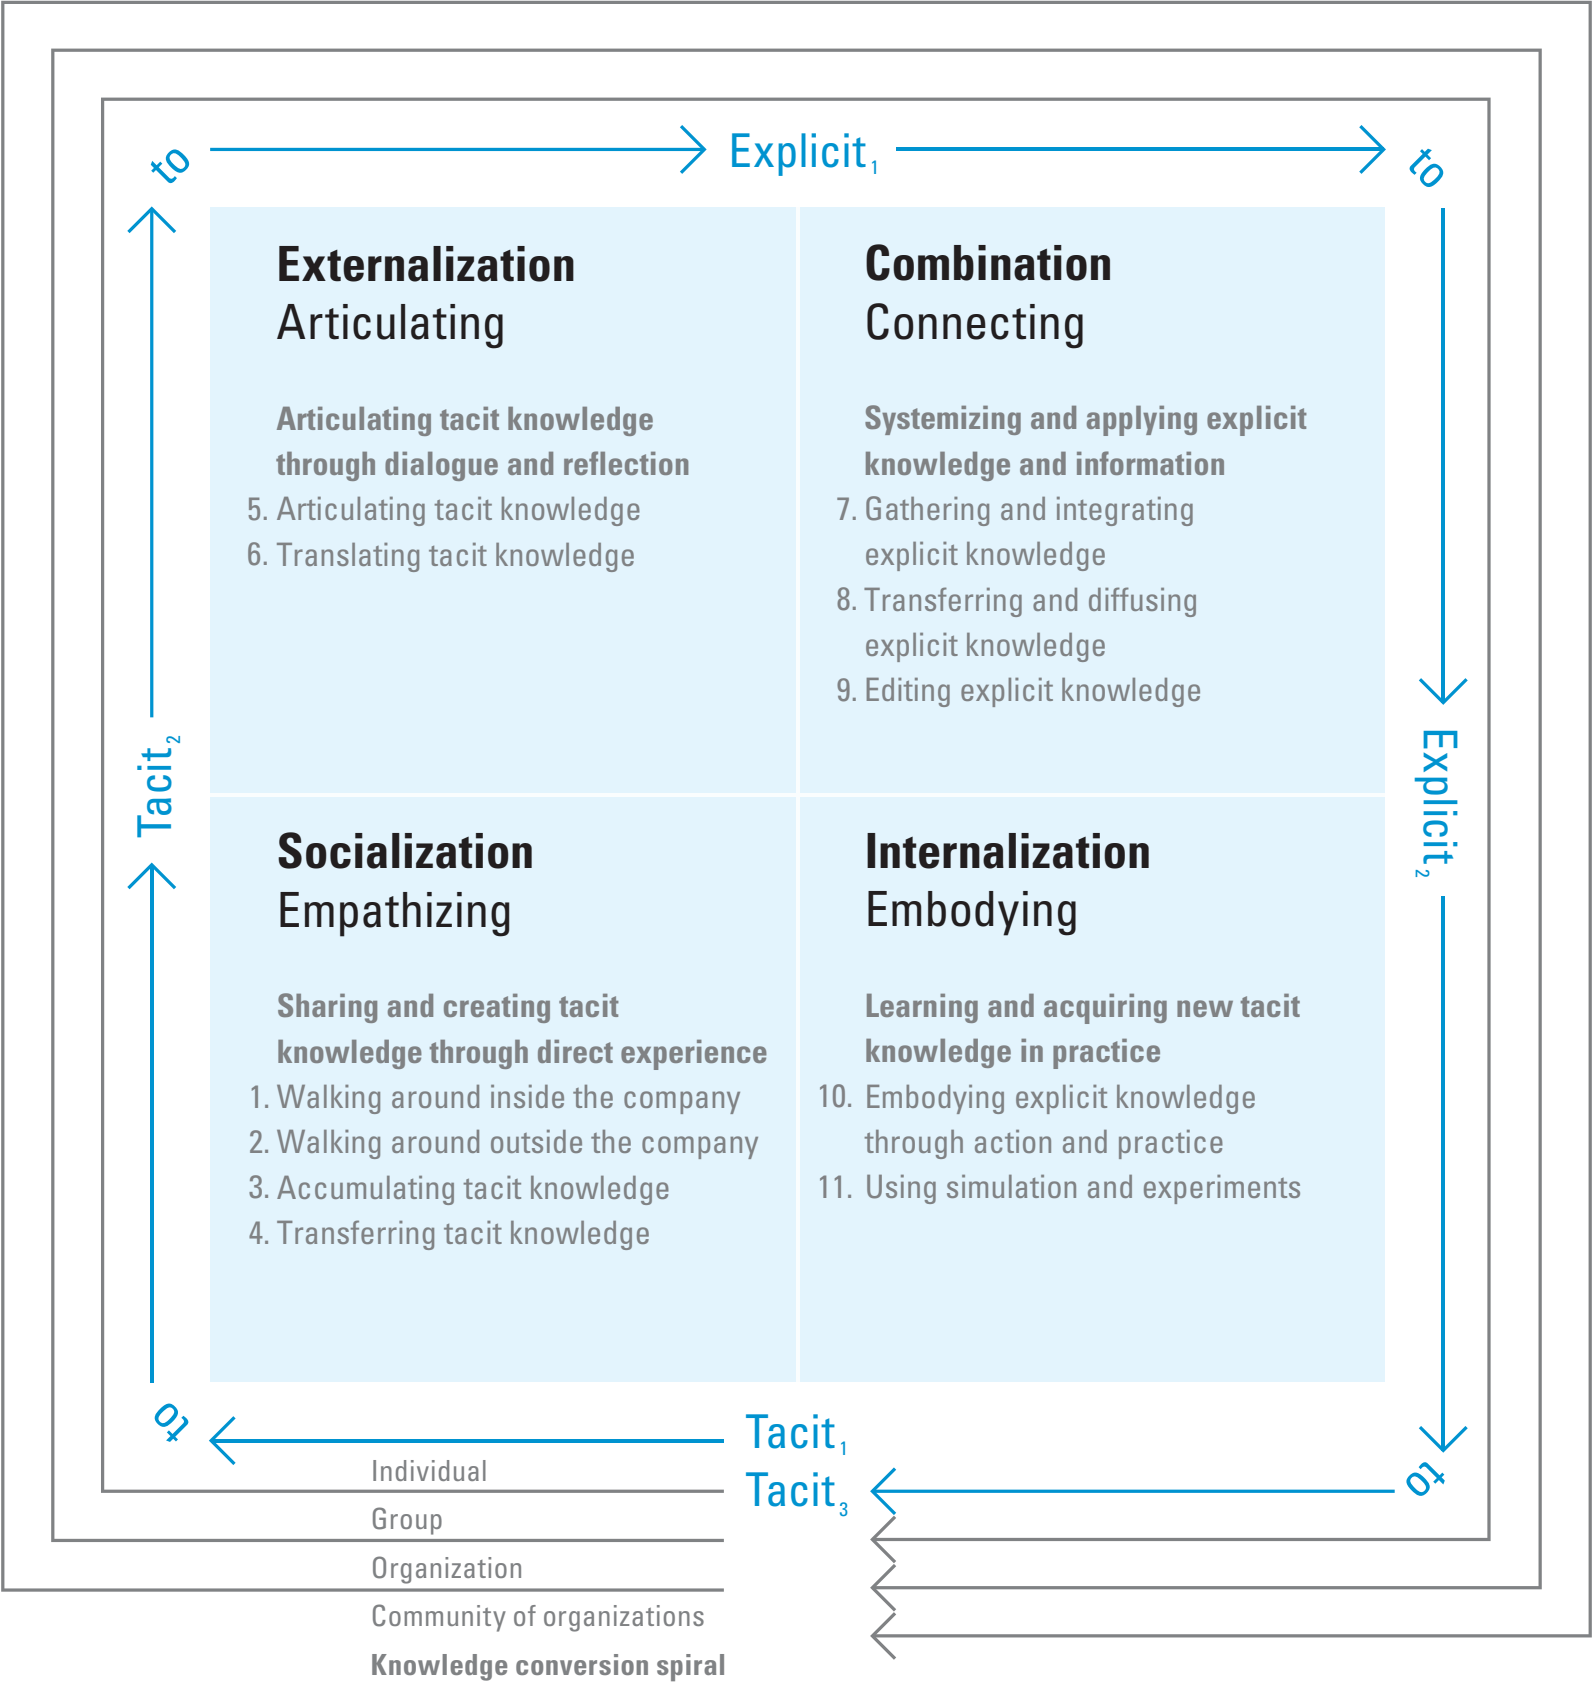 to
Explicit1
to
Externalization
Articulating
Articulating tacit knowledge
through dialogue and reflection
5. Articulating tacit knowledge
6. Translating tacit knowledge
Combination
Connecting
Systemizing and applying explicit
knowledge and information
7. Gathering and integrating
explicit knowledge
8. Transferring and diffusing
explicit knowledge
9. Editing explicit knowledge
Tacit2
Explicit2
Socialization
Empathizing
Sharing and creating tacit
knowledge through direct experience
1. Walking around inside the company
2. Walking around outside the company
3. Accumulating tacit knowledge
4. Transferring tacit knowledge
Internalization
Embodying
Learning and acquiring new tacit
knowledge in practice
10. Embodying explicit knowledge
through action and practice
11. Using simulation and experiments
to
Tacit1
Tacit3
to
Individual
Group
Organization
Community of organizations
Knowledge conversion spiral